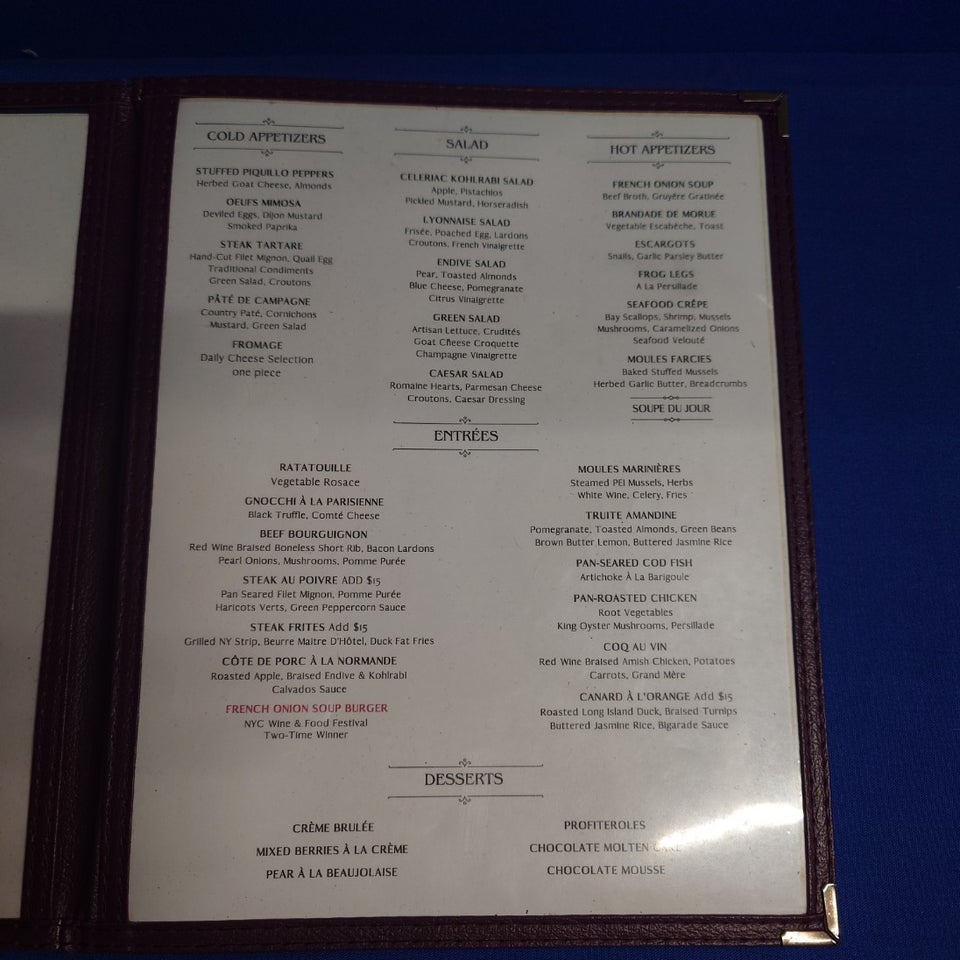 COLD APPETIZERS
STUFFED PIQUILLO PEPPERS
Herbed Goat Cheese, Almonds
OEUFS MIMOSA
Deviled Eggs, Dijon Mustard
Smoked Paprika
STEAK TARTARE
Hand-Cut Filet Mignon, Quail Egg
Traditional Condiments
Green Salad, Croutons
PÂTÉ DE CAMPAGNE
Country Paté, Cornichons
Mustard, Green Salad
FROMAGE
Daily Cheese Selection
one piece
SALAD
CELERIAC KOHLRABI SALAD
Apple, Pistachios
Pickled Mustard, Horseradish
LYONNAISE SALAD
Frisée, Poached Egg, Lardons
Croutons, French Vinaigrette
ENDIVE SALAD
Pear, Toasted Almonds
Blue Cheese, Pomegranate
Citrus Vinaigrette
GREEN SALAD
Artisan Lettuce, Crudités
Goat Cheese Croquette
Champagne Vinaigrette
CAESAR SALAD
Romaine Hearts, Parmesan Cheese
Croutons, Caesar Dressing
HOT APPETIZERS
FRENCH ONION SOUP
Beef Broth, Gruyère Gratinée
BRANDADE DE MORUE
Vegetable Escabèche, Toast
ESCARGOTS
Snails, Garlic Parsley Butter
FROG LEGS
A La Persillade
SEAFOOD CRÊPE
Bay Scallops, Shrimp, Mussels
Mushrooms, Caramelized Onions
Seafood Velouté
MOULES FARCIES
Baked Stuffed Mussels
Herbed Garlic Butter, Breadcrumbs
SOUPE DU JOUR
ENTRÉES
RATATOUILLE
Vegetable Rosace
GNOCCHI À LA PARISIENNE
Black Truffle, Comté Cheese
BEEF BOURGUIGNON
Red Wine Braised Boneless Short Rib, Bacon Lardons
Pearl Onions, Mushrooms, Pomme Purée
STEAK AU POIVRE ADD $15
Pan Seared Filet Mignon, Pomme Purée
Haricots Verts, Green Peppercorn Sauce
STEAK FRITES Add $15
Grilled NY Strip, Beurre Maitre D'Hôtel, Duck Fat Fries
CÔTE DE PORC À LA NORMANDE
Roasted Apple, Braised Endive & Kohlrabi
Calvados Sauce
FRENCH ONION SOUP BURGER
NYC Wine & Food Festival
Two-Time Winner
MOULES MARINIÈRES
Steamed PEI Mussels, Herbs
White Wine, Celery, Fries
TRUITE AMANDINE
Pomegranate, Toasted Almonds, Green Beans
Brown Butter Lemon, Buttered Jasmine Rice
PAN-SEARED COD FISH
Artichoke À La Barigoule
PAN-ROASTED CHICKEN
Root Vegetables
King Oyster Mushrooms, Persillade
COQ AU VIN
Red Wine Braised Amish Chicken, Potatoes
Carrots, Grand Mère
CANARD À L'ORANGE Add $15
Roasted Long Island Duck, Braised Turnips
Buttered Jasmine Rice, Bigarade Sauce
DESSERTS
CRÈME BRULÉE
MIXED BERRIES À LA CRÈME
PEAR À LA BEAUJOLAISE
PROFITEROLES
CHOCOLATE MOLTEN CAKE
CHOCOLATE MOUSSE